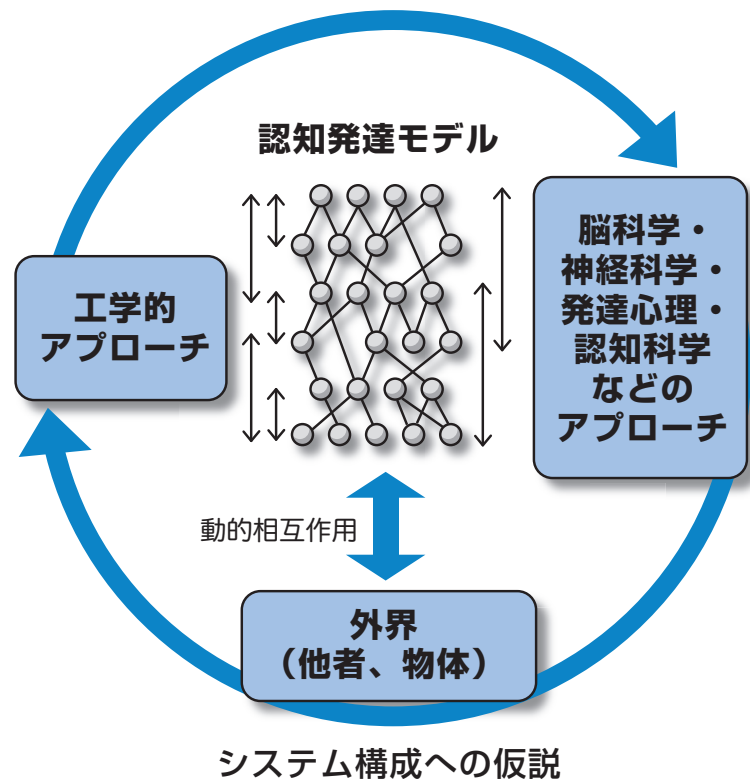 認知発達モデル
工学的
アプローチ
脳科学・
神経科学・
発達心理・
認知科学
などの
アプローチ
動的相互作用
外界
（他者、物体）
システム構成への仮説